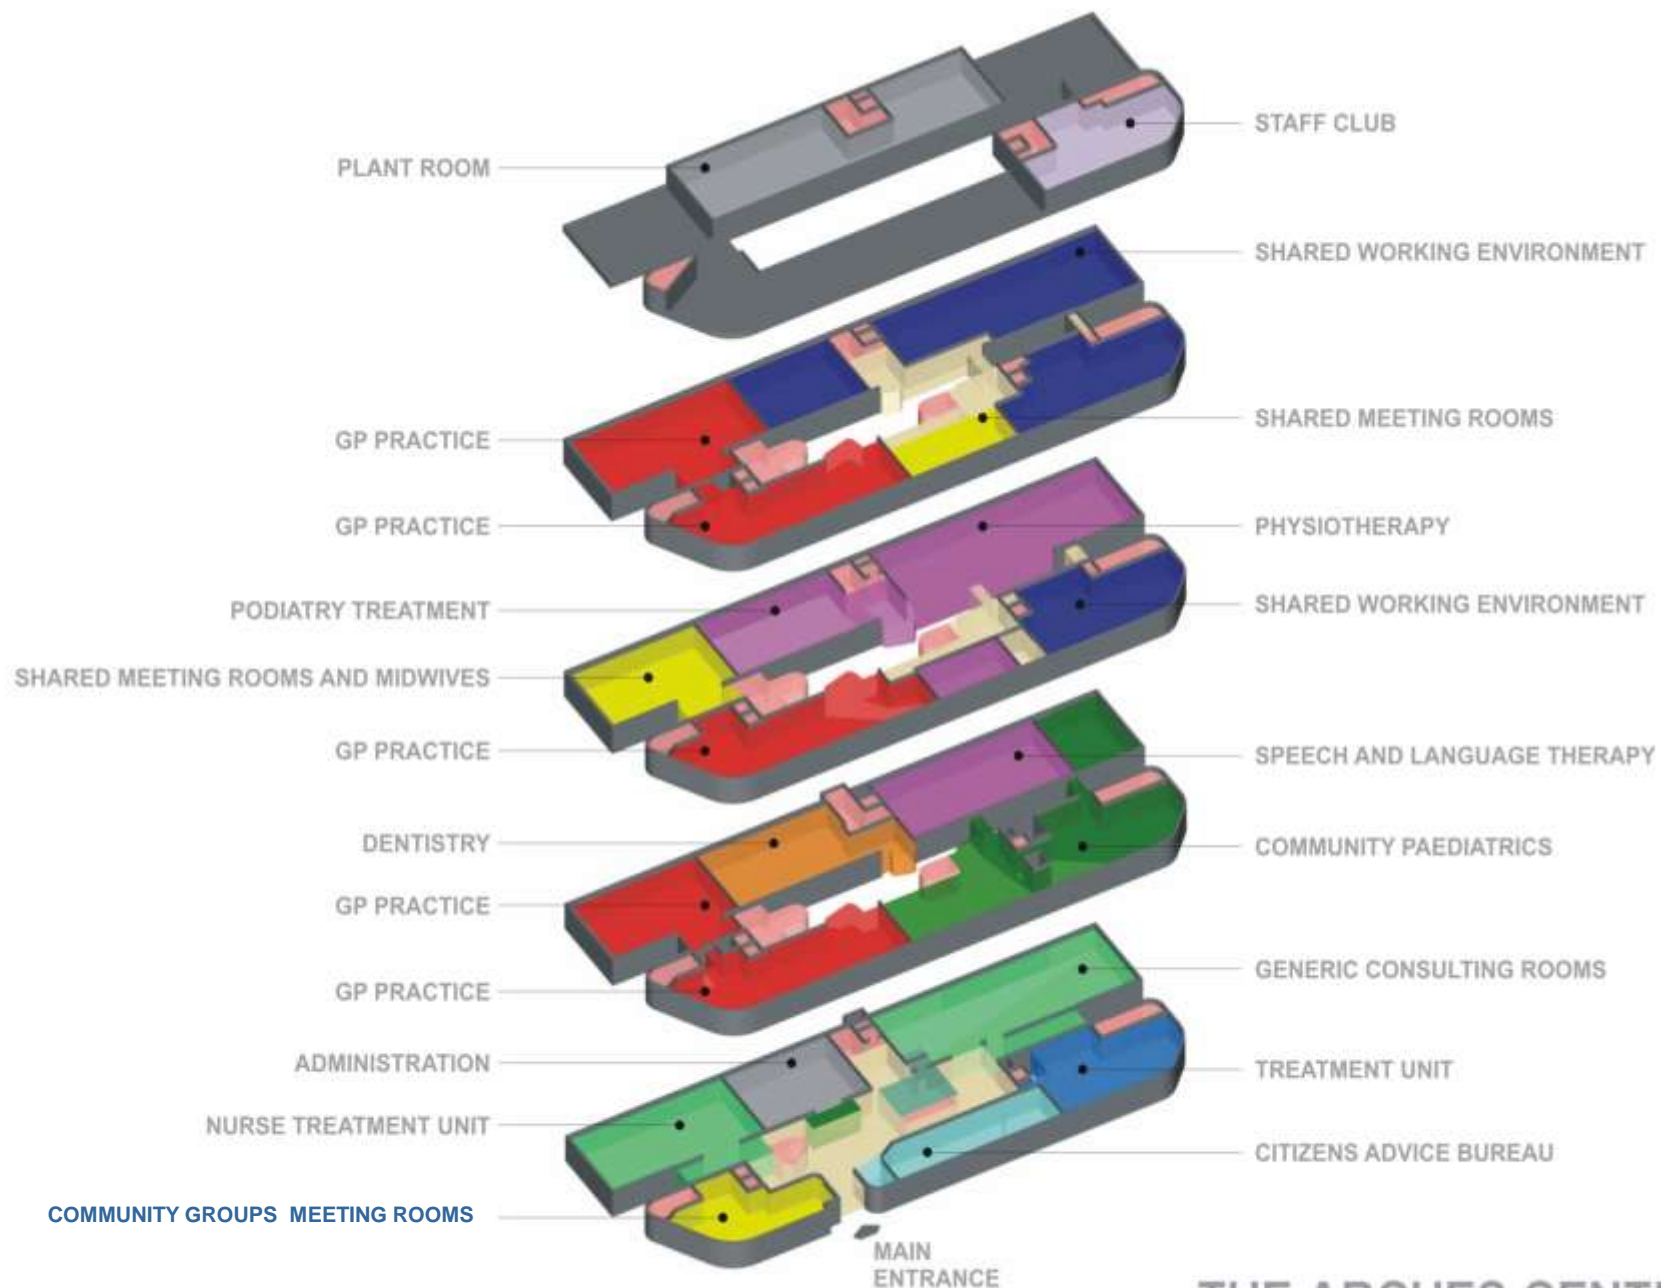 STAFF CLUB
PLANT ROOM
SHARED WORKING ENVIRONMENT
SHARED MEETING ROOMS
GP PRACTICE
GP PRACTICE
PHYSIOTHERAPY
PODIATRY TREATMENT
SHARED WORKING ENVIRONMENT
SHARED MEETING ROOMS AND MIDWIVES
GP PRACTICE
SPEECH AND LANGUAGE THERAPY
DENTISTRY
COMMUNITY PAEDIATRICS
GP PRACTICE
GENERIC CONSULTING ROOMS
GP PRACTICE
ADMINISTRATION
TREATMENT UNIT
NURSE TREATMENT UNIT
CITIZENS ADVICE BUREAU
COMMUNITY GROUPS MEETING ROOMS
MAIN
ENTRANCE